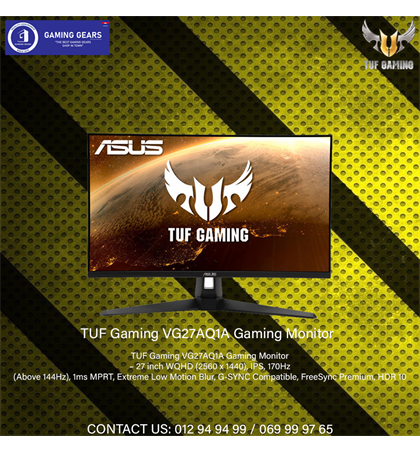 GAMING GEARS
THE BEST GAMING GEARS
SHOP IN TOWN
TUF GAMING
ASUS
TUF GAMING
ASUS
TUF Gaming VG27AQ1A Gaming Monitor
TUF Gaming VG27AQ1A Gaming Monitor
– 27 inch WQHD (2560 x 1440), IPS, 170Hz
(Above 144Hz), 1ms MPRT, Extreme Low Motion Blur, G-SYNC Compatible, FreeSync Premium, HDR 10
CONTACT US: 012 94 94 99 / 069 99 97 65